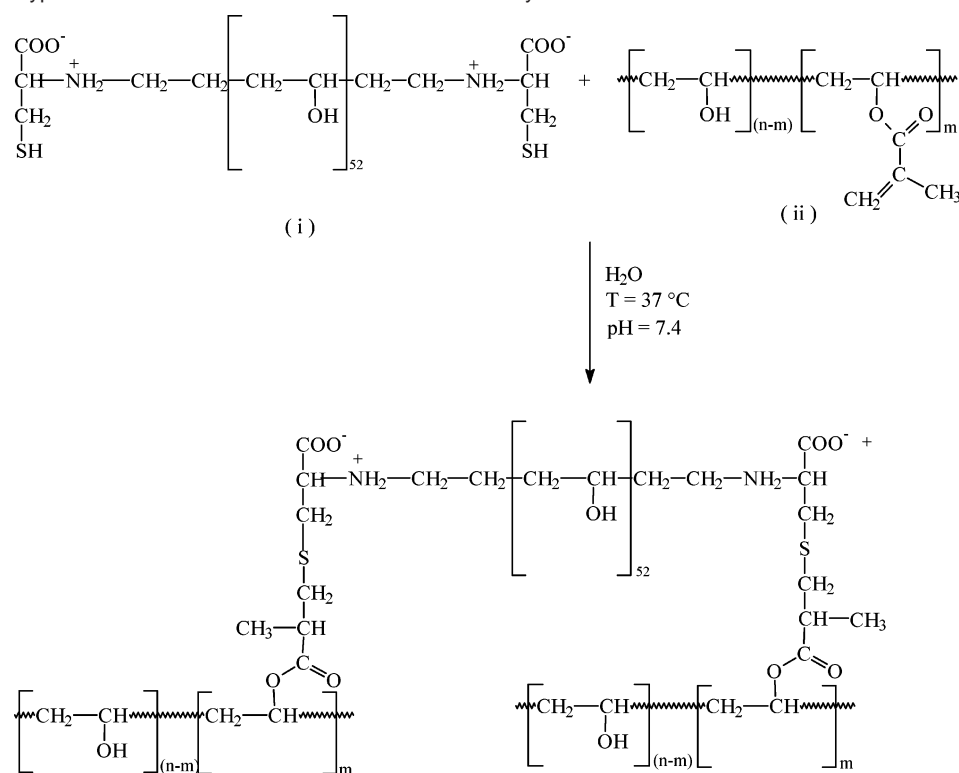 COO⁻ COO⁻
CH—NH₂⁺—CH₂—CH₂—[CH₂—CH]—CH₂—CH₂—NH₂⁺—CH + [CH₂—CH] [CH₂—CH]
CH₂ OH CH₂ OH (n-m) O m
SH 52 SH C O
C
CH₂ CH₃
( i ) ( ii )
H₂O
T = 37 °C
pH = 7.4
COO⁻ COO⁻ +
CH—NH₂⁺—CH₂—CH₂—[CH₂—CH]—CH₂—CH₂—NH₂—CH
CH₂ OH CH₂
S 52 S
CH₂ CH₂
CH₃—CH CH—CH₃
C C
O O O O
[CH₂—CH] [CH₂—CH] [CH₂—CH] [CH₂—CH]
OH (n-m) m OH (n-m) m